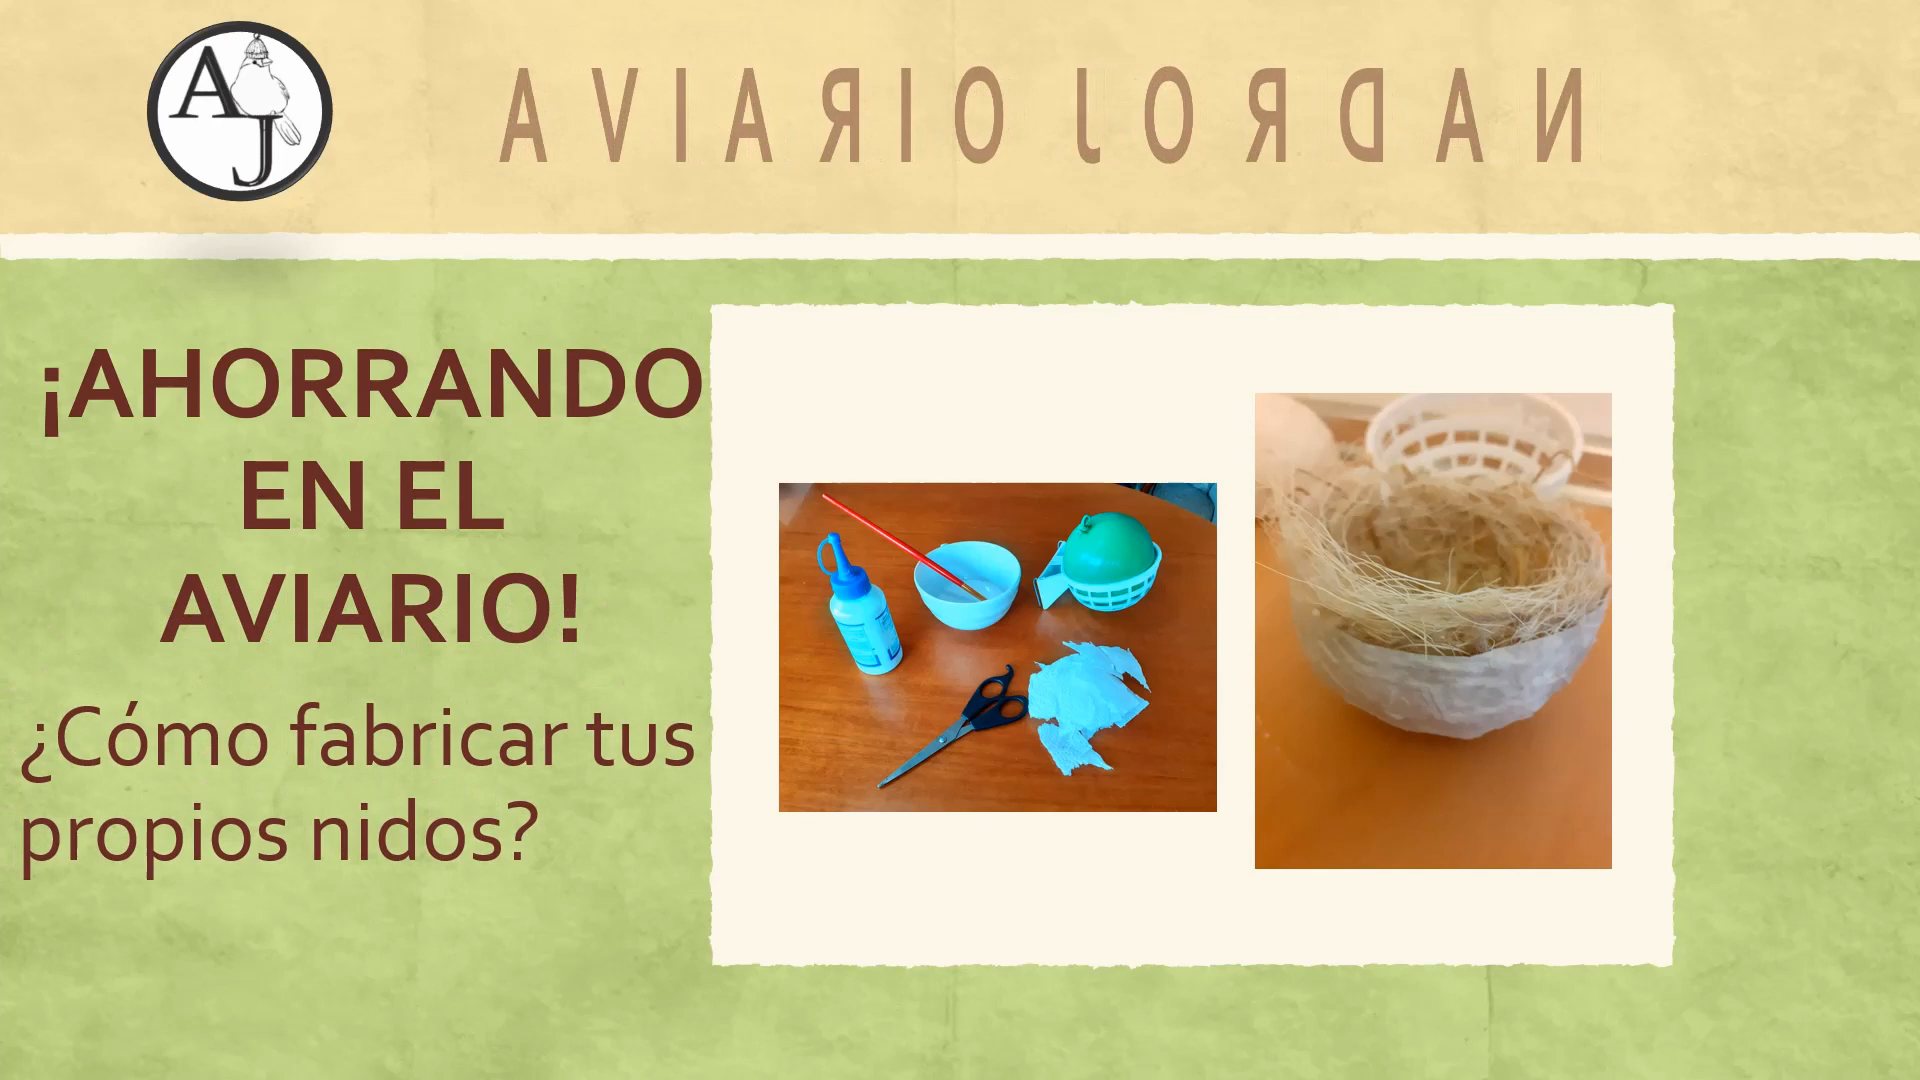 AJ
AVIARIO JORDAN
¡AHORRANDO
EN EL
AVIARIO!
¿Cómo fabricar tus
propios nidos?